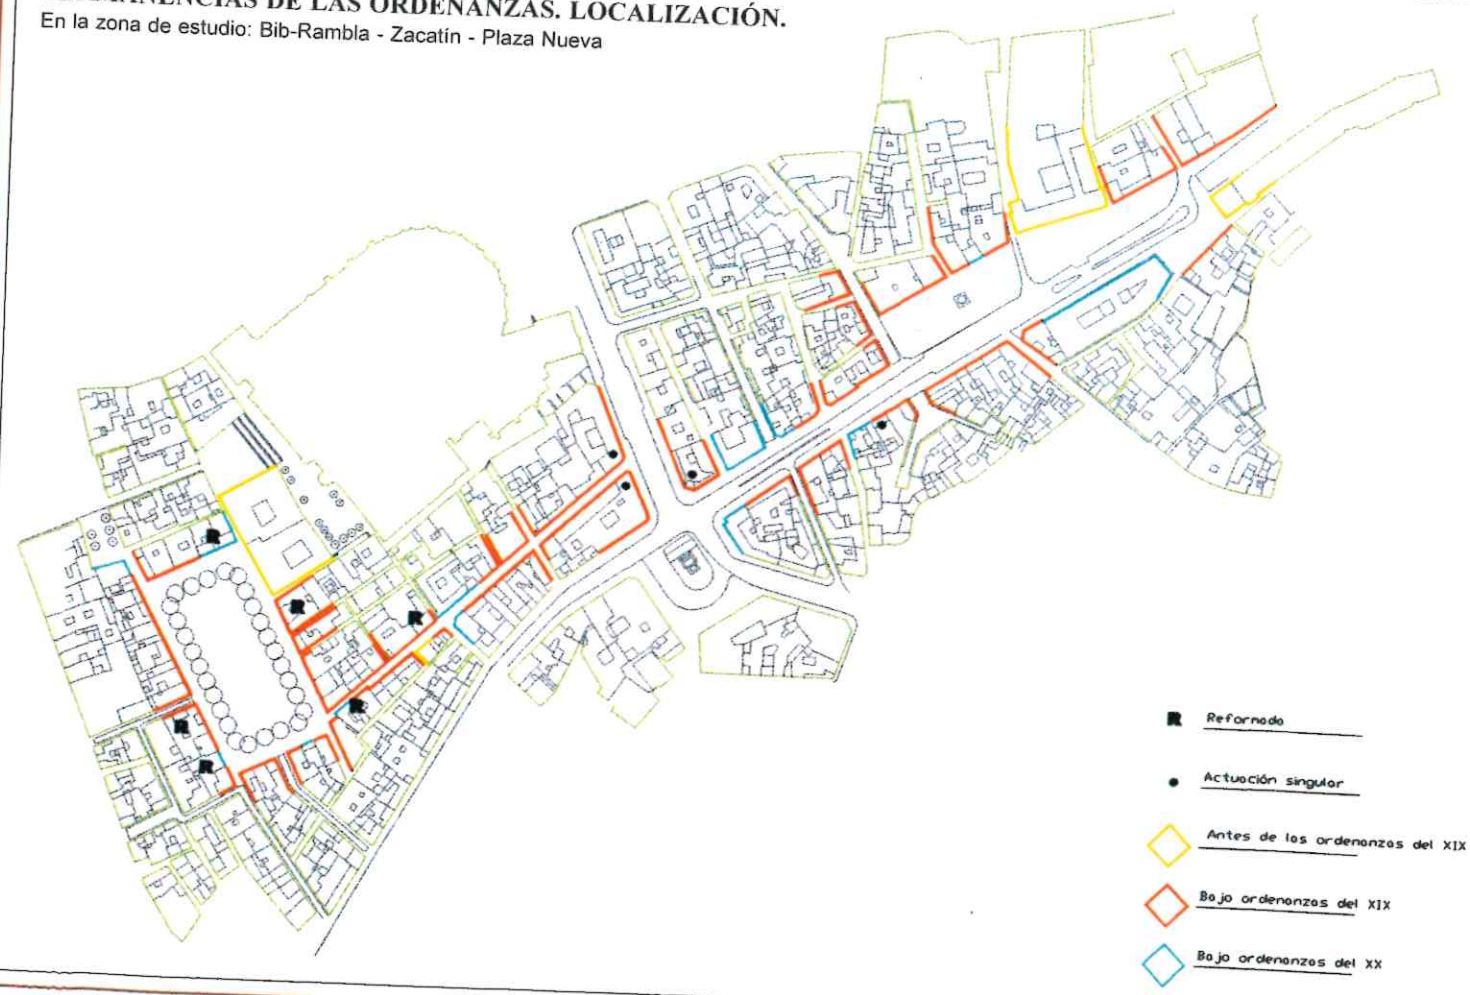 DE LAS ORDENANZAS. LOCALIZACIÓN.
En la zona de estudio: Bib-Rambla - Zacatín - Plaza Nueva
R
R
R
R
R
R
R Reformado
Actuación singular
Antes de las ordenanzas del XIX
Bajo ordenanzas del XIX
Bajo ordenanzas del XX